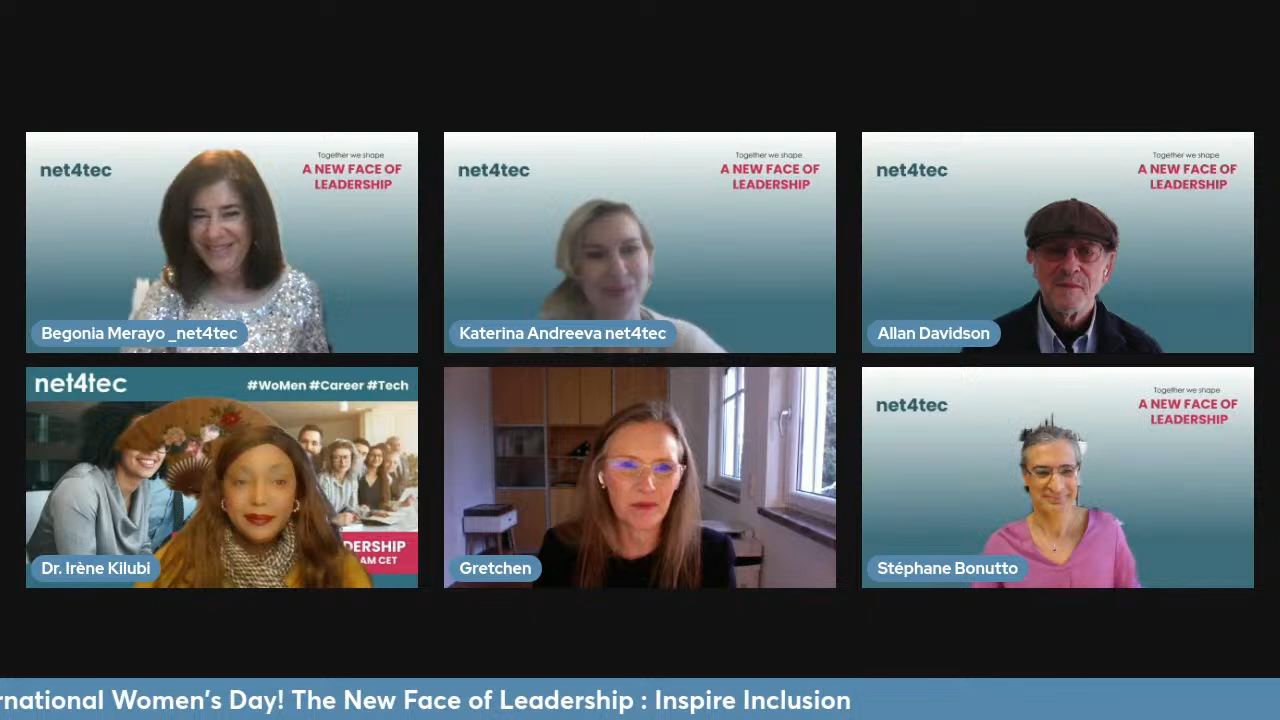 net4tec
Together we shape
A NEW FACE OF
LEADERSHIP
Begonia Merayo _net4tec
net4tec
Together we shape
A NEW FACE OF
LEADERSHIP
Katerina Andreeva net4tec
net4tec
Together we shape
A NEW FACE OF
LEADERSHIP
Allan Davidson
net4tec
#WoMen #Career #Tech
DERSHIP
AM CET
Dr. Irène Kilubi
Gretchen
net4tec
Together we shape
A NEW FACE OF
LEADERSHIP
Stéphane Bonutto
rnational Women's Day! The New Face of Leadership : Inspire Inclusion